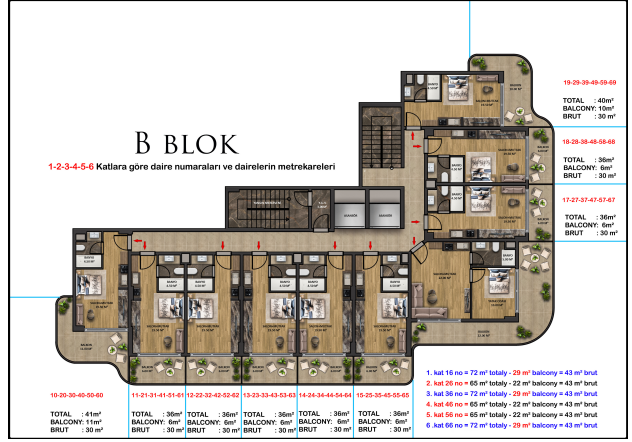 B BLOK
1-2-3-4-5-6 Katlara göre daire numaraları ve dairelerin metrekareleri
19-29-39-49-59-69
TOTAL : 40m²
BALCONY: 10m²
BRUT : 30 m²
18-28-38-48-58-68
TOTAL : 36m²
BALCONY: 6m²
BRUT : 30 m²
17-27-37-47-57-67
TOTAL : 36m²
BALCONY: 6m²
BRUT : 30 m²
1. kat 16 no = 72 m² totaly - 29 m² balcony = 43 m² brut
2. kat 26 no = 65 m² totaly - 22 m² balcony = 43 m² brut
3. kat 36 no = 72 m² totaly - 29 m² balcony = 43 m² brut
4. kat 46 no = 65 m² totaly - 22 m² balcony = 43 m² brut
5. kat 56 no = 65 m² totaly - 22 m² balcony = 43 m² brut
6 .kat 66 no = 72 m² totaly - 29 m² balcony = 43 m² brut
10-20-30-40-50-60
TOTAL : 41m²
BALCONY: 11m²
BRUT : 30 m²
11-21-31-41-51-61
TOTAL : 36m²
BALCONY: 6m²
BRUT : 30 m²
12-22-32-42-52-62
TOTAL : 36m²
BALCONY: 6m²
BRUT : 30 m²
13-23-33-43-53-63
TOTAL : 36m²
BALCONY: 6m²
BRUT : 30 m²
14-24-34-44-54-64
TOTAL : 36m²
BALCONY: 6m²
BRUT : 30 m²
15-25-35-45-55-65
TOTAL : 36m²
BALCONY: 6m²
BRUT : 30 m²